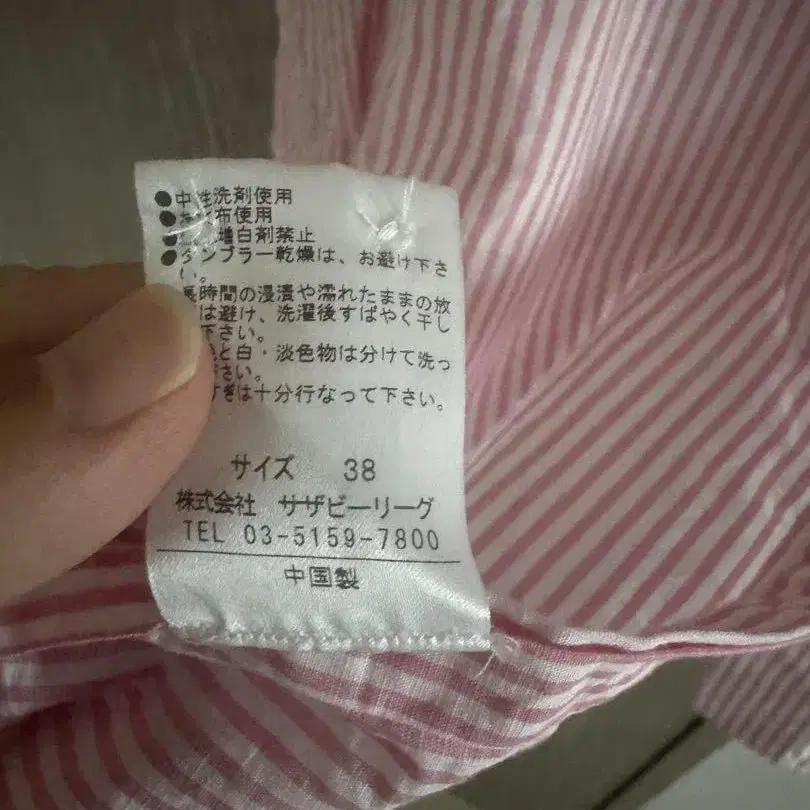 ●中性洗剤使用
●あて布使用
増白剤禁止
●タンブラー乾燥は、お避け下さ
い。
長時間の浸漬や濡れたままの放
は避け、洗濯後すばやく干し
下さい。
と白・淡色物は分けて洗っ
さい。
すぎは十分行なって下さい。
サイズ 38
株式会社 サザビーリーグ
TEL 03-5159-7800
中国製